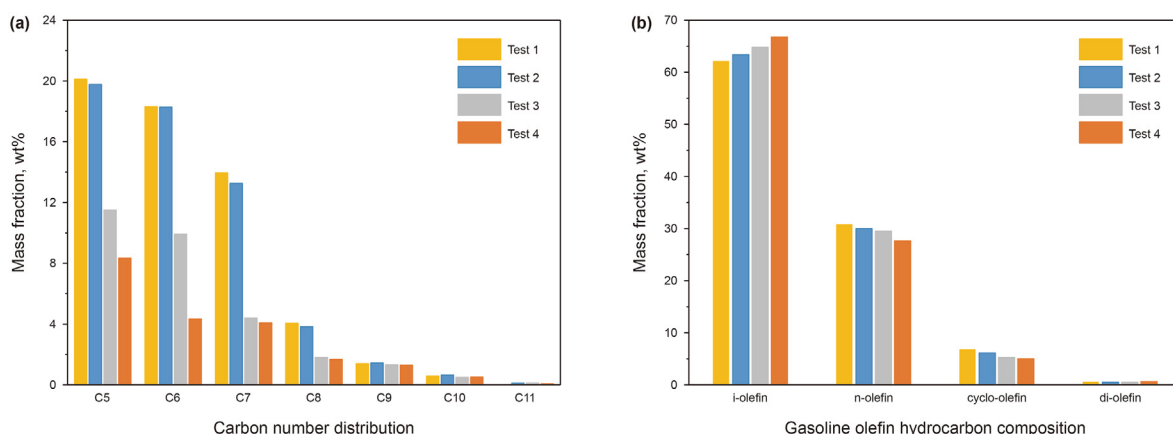 (a)
24
20
16
12
8
4
0
Mass fraction, wt%
Test 1
Test 2
Test 3
Test 4
C5 C6 C7 C8 C9 C10 C11
Carbon number distribution
(b)
70
60
50
40
30
20
10
0
Mass fraction, wt%
Test 1
Test 2
Test 3
Test 4
i-olefin n-olefin cyclo-olefin di-olefin
Gasoline olefin hydrocarbon composition